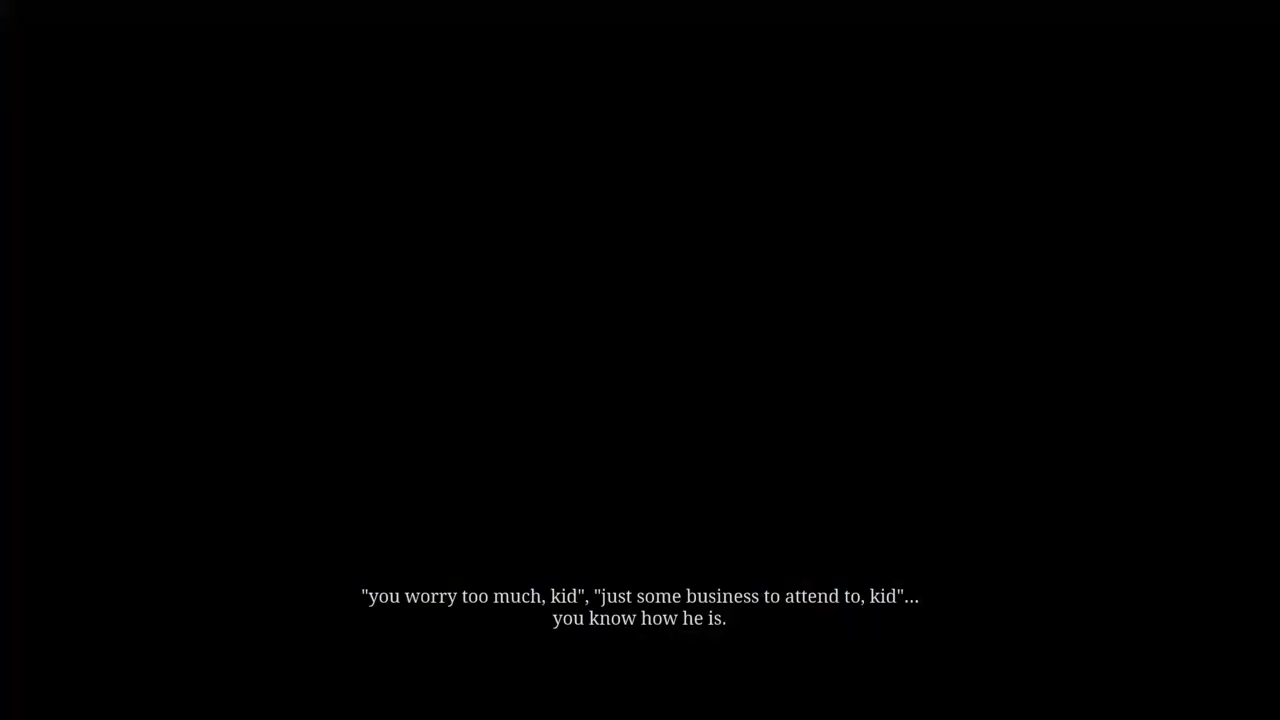 "you worry too much, kid", "just some business to attend to, kid"...
you know how he is.